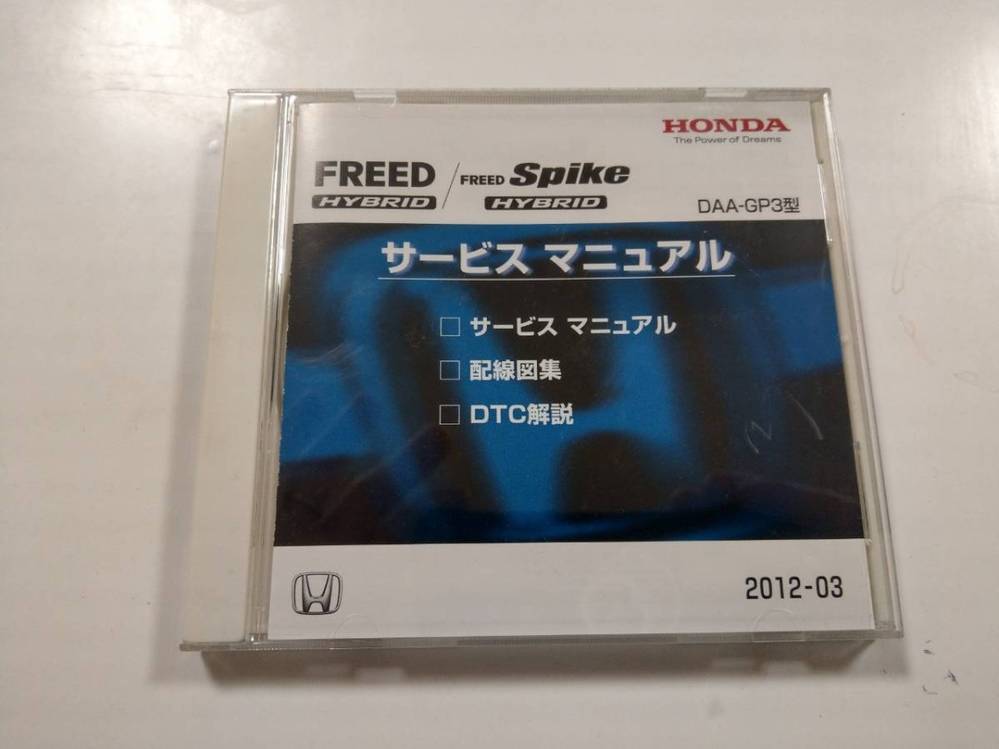 HONDA
The Power of Dreams
FREED / FREED Spike
HYBRID HYBRID
DAA-GP3型
サービス マニュアル
□ サービス マニュアル
□ 配線図集
□ DTC解説
2012-03